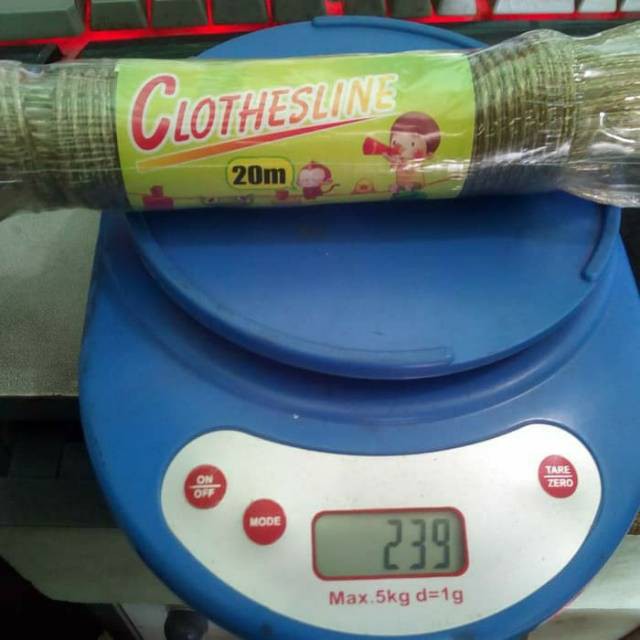 CLOTHESLINE
20m
ON
OFF
MODE
TARE
ZERO
239
Max.5kg d=1g